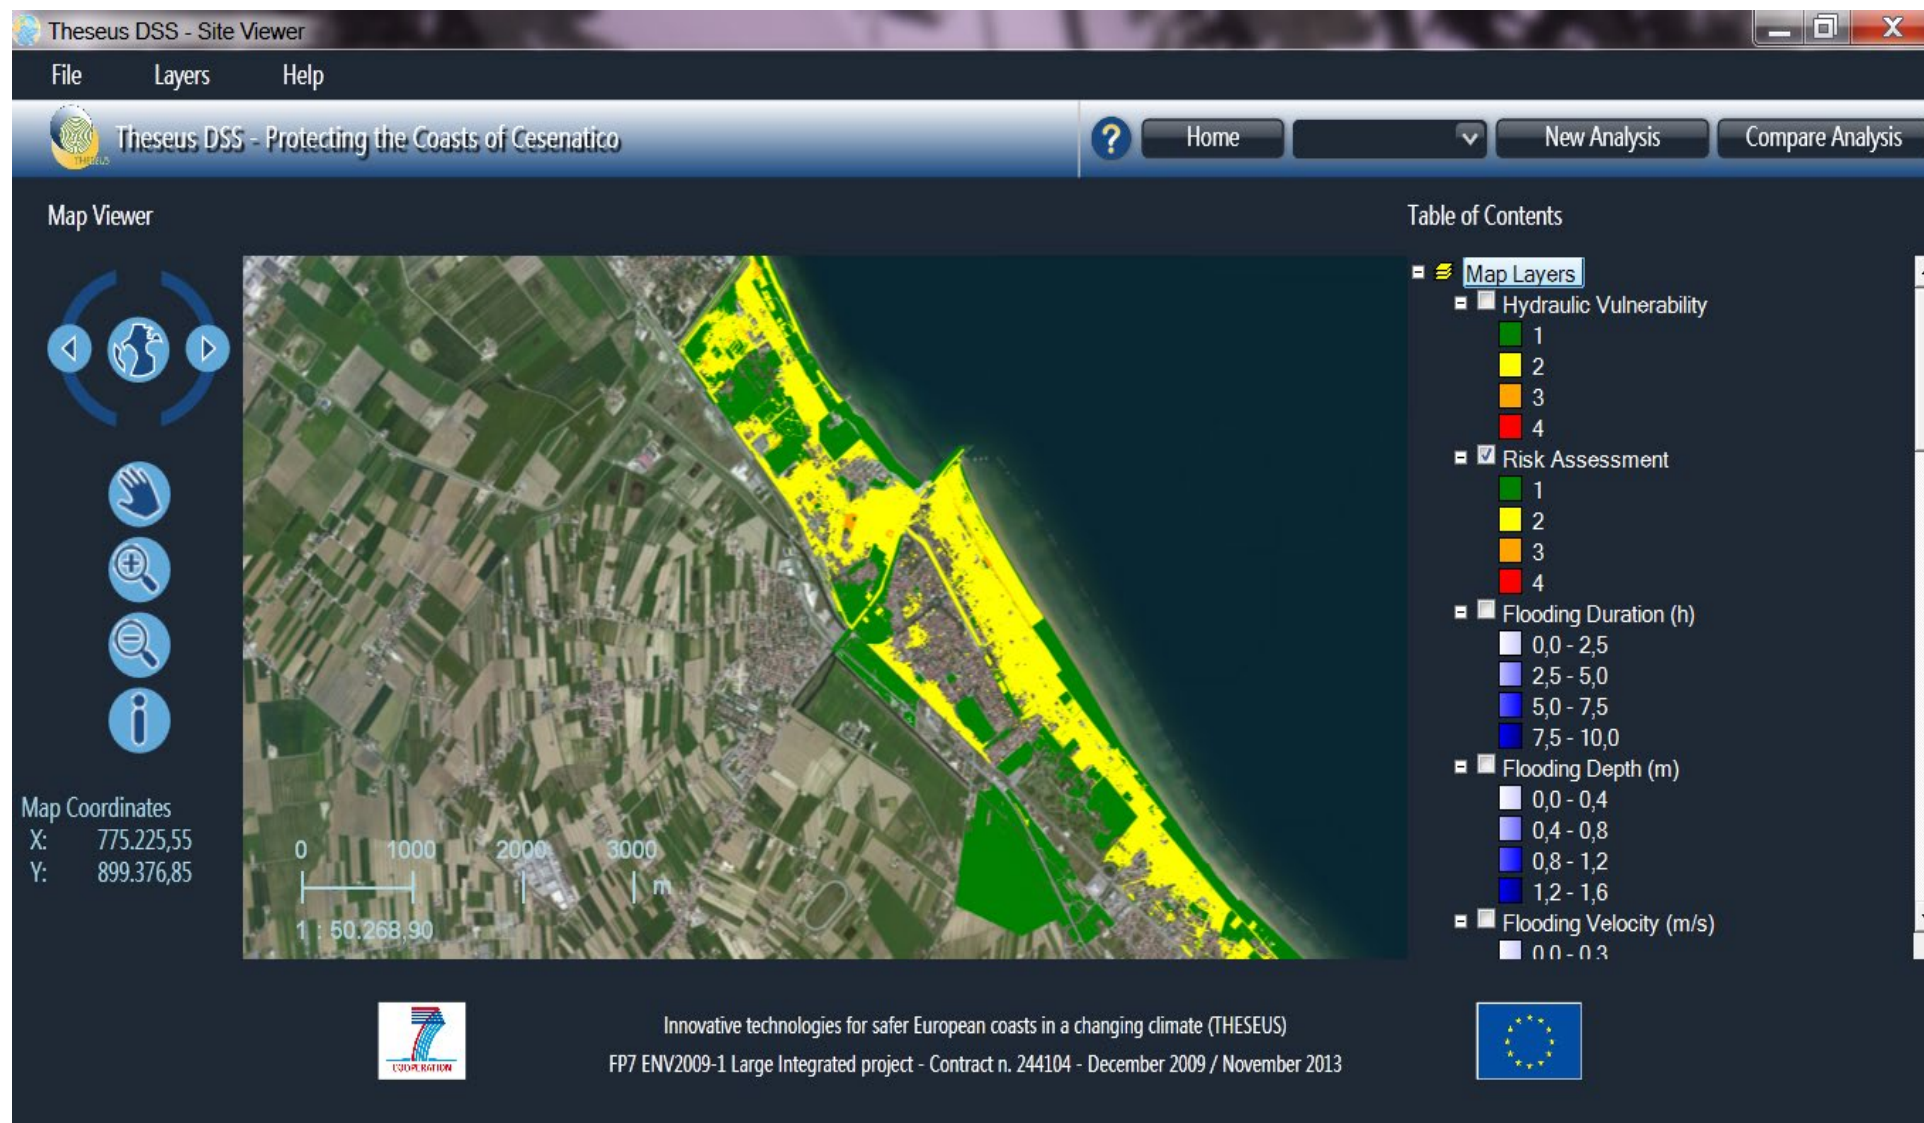 Theseus DSS - Site Viewer
File Layers Help
THESEUS
Theseus DSS - Protecting the Coasts of Cesenatico
? Home New Analysis Compare Analysis
Map Viewer
Table of Contents
Map Layers
Hydraulic Vulnerability
1
2
3
4
Risk Assessment
1
2
3
4
Flooding Duration (h)
0,0 - 2,5
2,5 - 5,0
5,0 - 7,5
7,5 - 10,0
Flooding Depth (m)
0,0 - 0,4
0,4 - 0,8
0,8 - 1,2
1,2 - 1,6
Flooding Velocity (m/s)
0,0 - 0,3
Map Coordinates
X: 775.225,55
Y: 899.376,85
0 1000 2000 3000
m
1 : 50.268,90
7
COOPERATION
Innovative technologies for safer European coasts in a changing climate (THESEUS)
FP7 ENV2009-1 Large Integrated project - Contract n. 244104 - December 2009 / November 2013